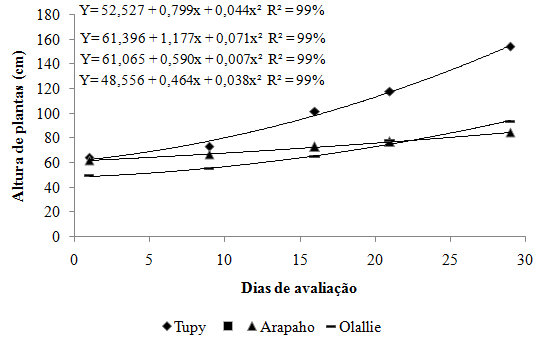 Y= 52,527 + 0,799x + 0,044x² R² = 99%
Y= 61,396 + 1,177x + 0,071x² R² = 99%
Y= 61,065 + 0,590x + 0,007x² R² = 99%
Y= 48,556 + 0,464x + 0,038x² R² = 99%
Altura de plantas (cm)
180
160
140
120
100
80
60
40
20
0
0 5 10 15 20 25 30
Dias de avaliação
Tupy Arapaho Olallie